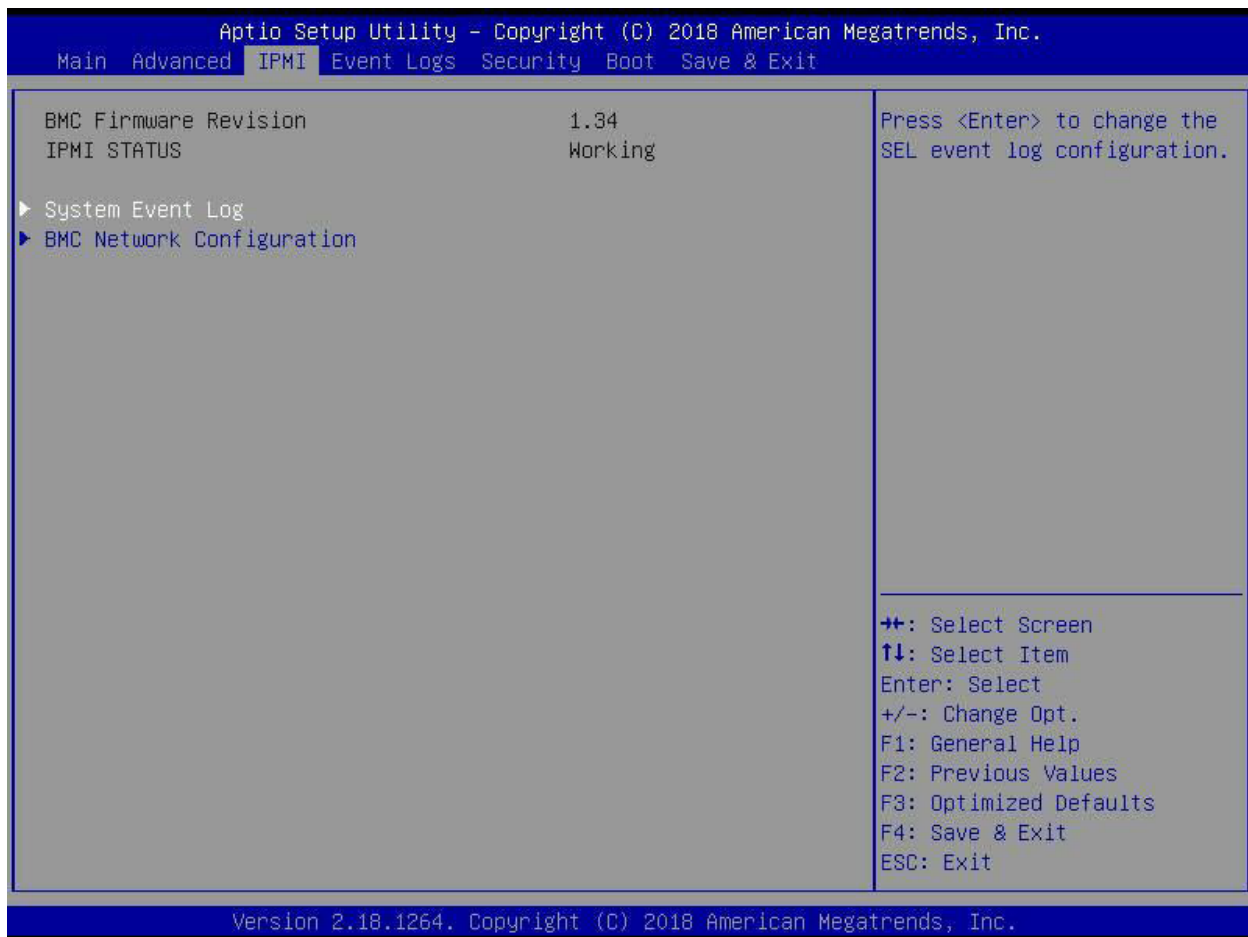 Aptio Setup Utility – Copyright (C) 2018 American Megatrends, Inc.
Main Advanced IPMI Event Logs Security Boot Save & Exit
BMC Firmware Revision 1.34
IPMI STATUS Working
► System Event Log
► BMC Network Configuration
Press <Enter> to change the
SEL event log configuration.
→←: Select Screen
↑↓: Select Item
Enter: Select
+/-: Change Opt.
F1: General Help
F2: Previous Values
F3: Optimized Defaults
F4: Save & Exit
ESC: Exit
Version 2.18.1264. Copyright (C) 2018 American Megatrends, Inc.